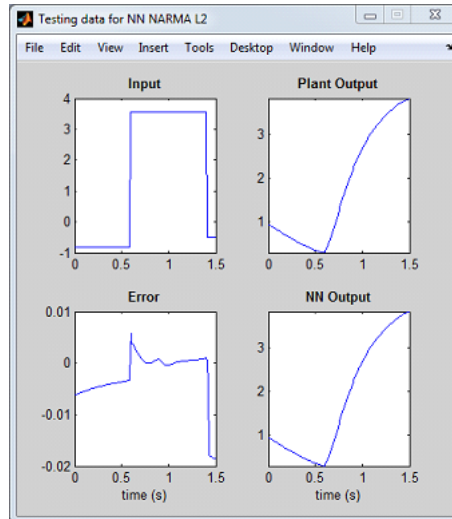 Testing data for NN NARMA L2
File Edit View Insert Tools Desktop Window Help
Input
4
3
2
1
0
-1
0 0.5 1 1.5
Plant Output
3
2
1
0 0.5 1 1.5
Error
0.01
0
-0.01
-0.02
0 0.5 1 1.5
time (s)
NN Output
3
2
1
0 0.5 1 1.5
time (s)